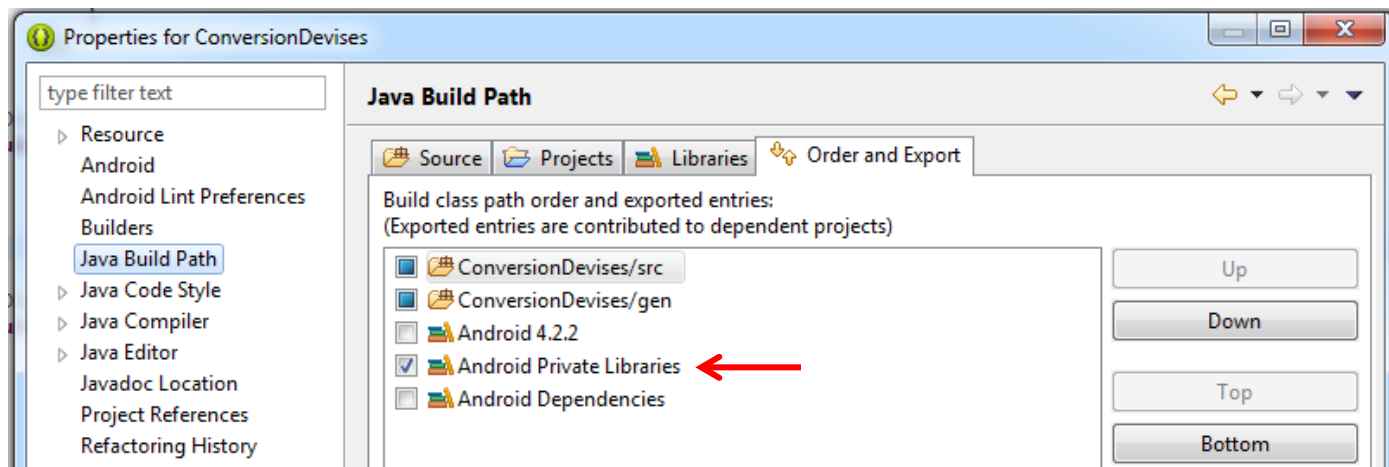 Properties for ConversionDevises
type filter text
Resource
Android
Android Lint Preferences
Builders
Java Build Path
Java Code Style
Java Compiler
Java Editor
Javadoc Location
Project References
Refactoring History
Java Build Path
Source
Projects
Libraries
Order and Export
Build class path order and exported entries:
(Exported entries are contributed to dependent projects)
ConversionDevises/src
ConversionDevises/gen
Android 4.2.2
Android Private Libraries
Android Dependencies
Up
Down
Top
Bottom